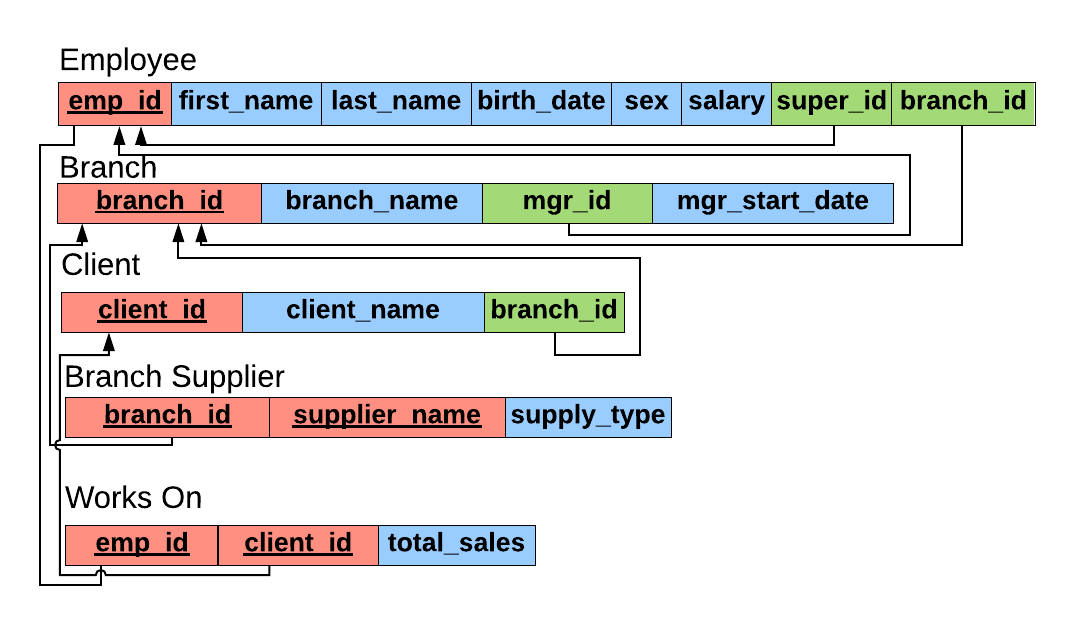 Employee
emp_id first_name last_name birth_date sex salary super_id branch_id
Branch
branch_id branch_name mgr_id mgr_start_date
Client
client_id client_name branch_id
Branch Supplier
branch_id supplier_name supply_type
Works On
emp_id client_id total_sales